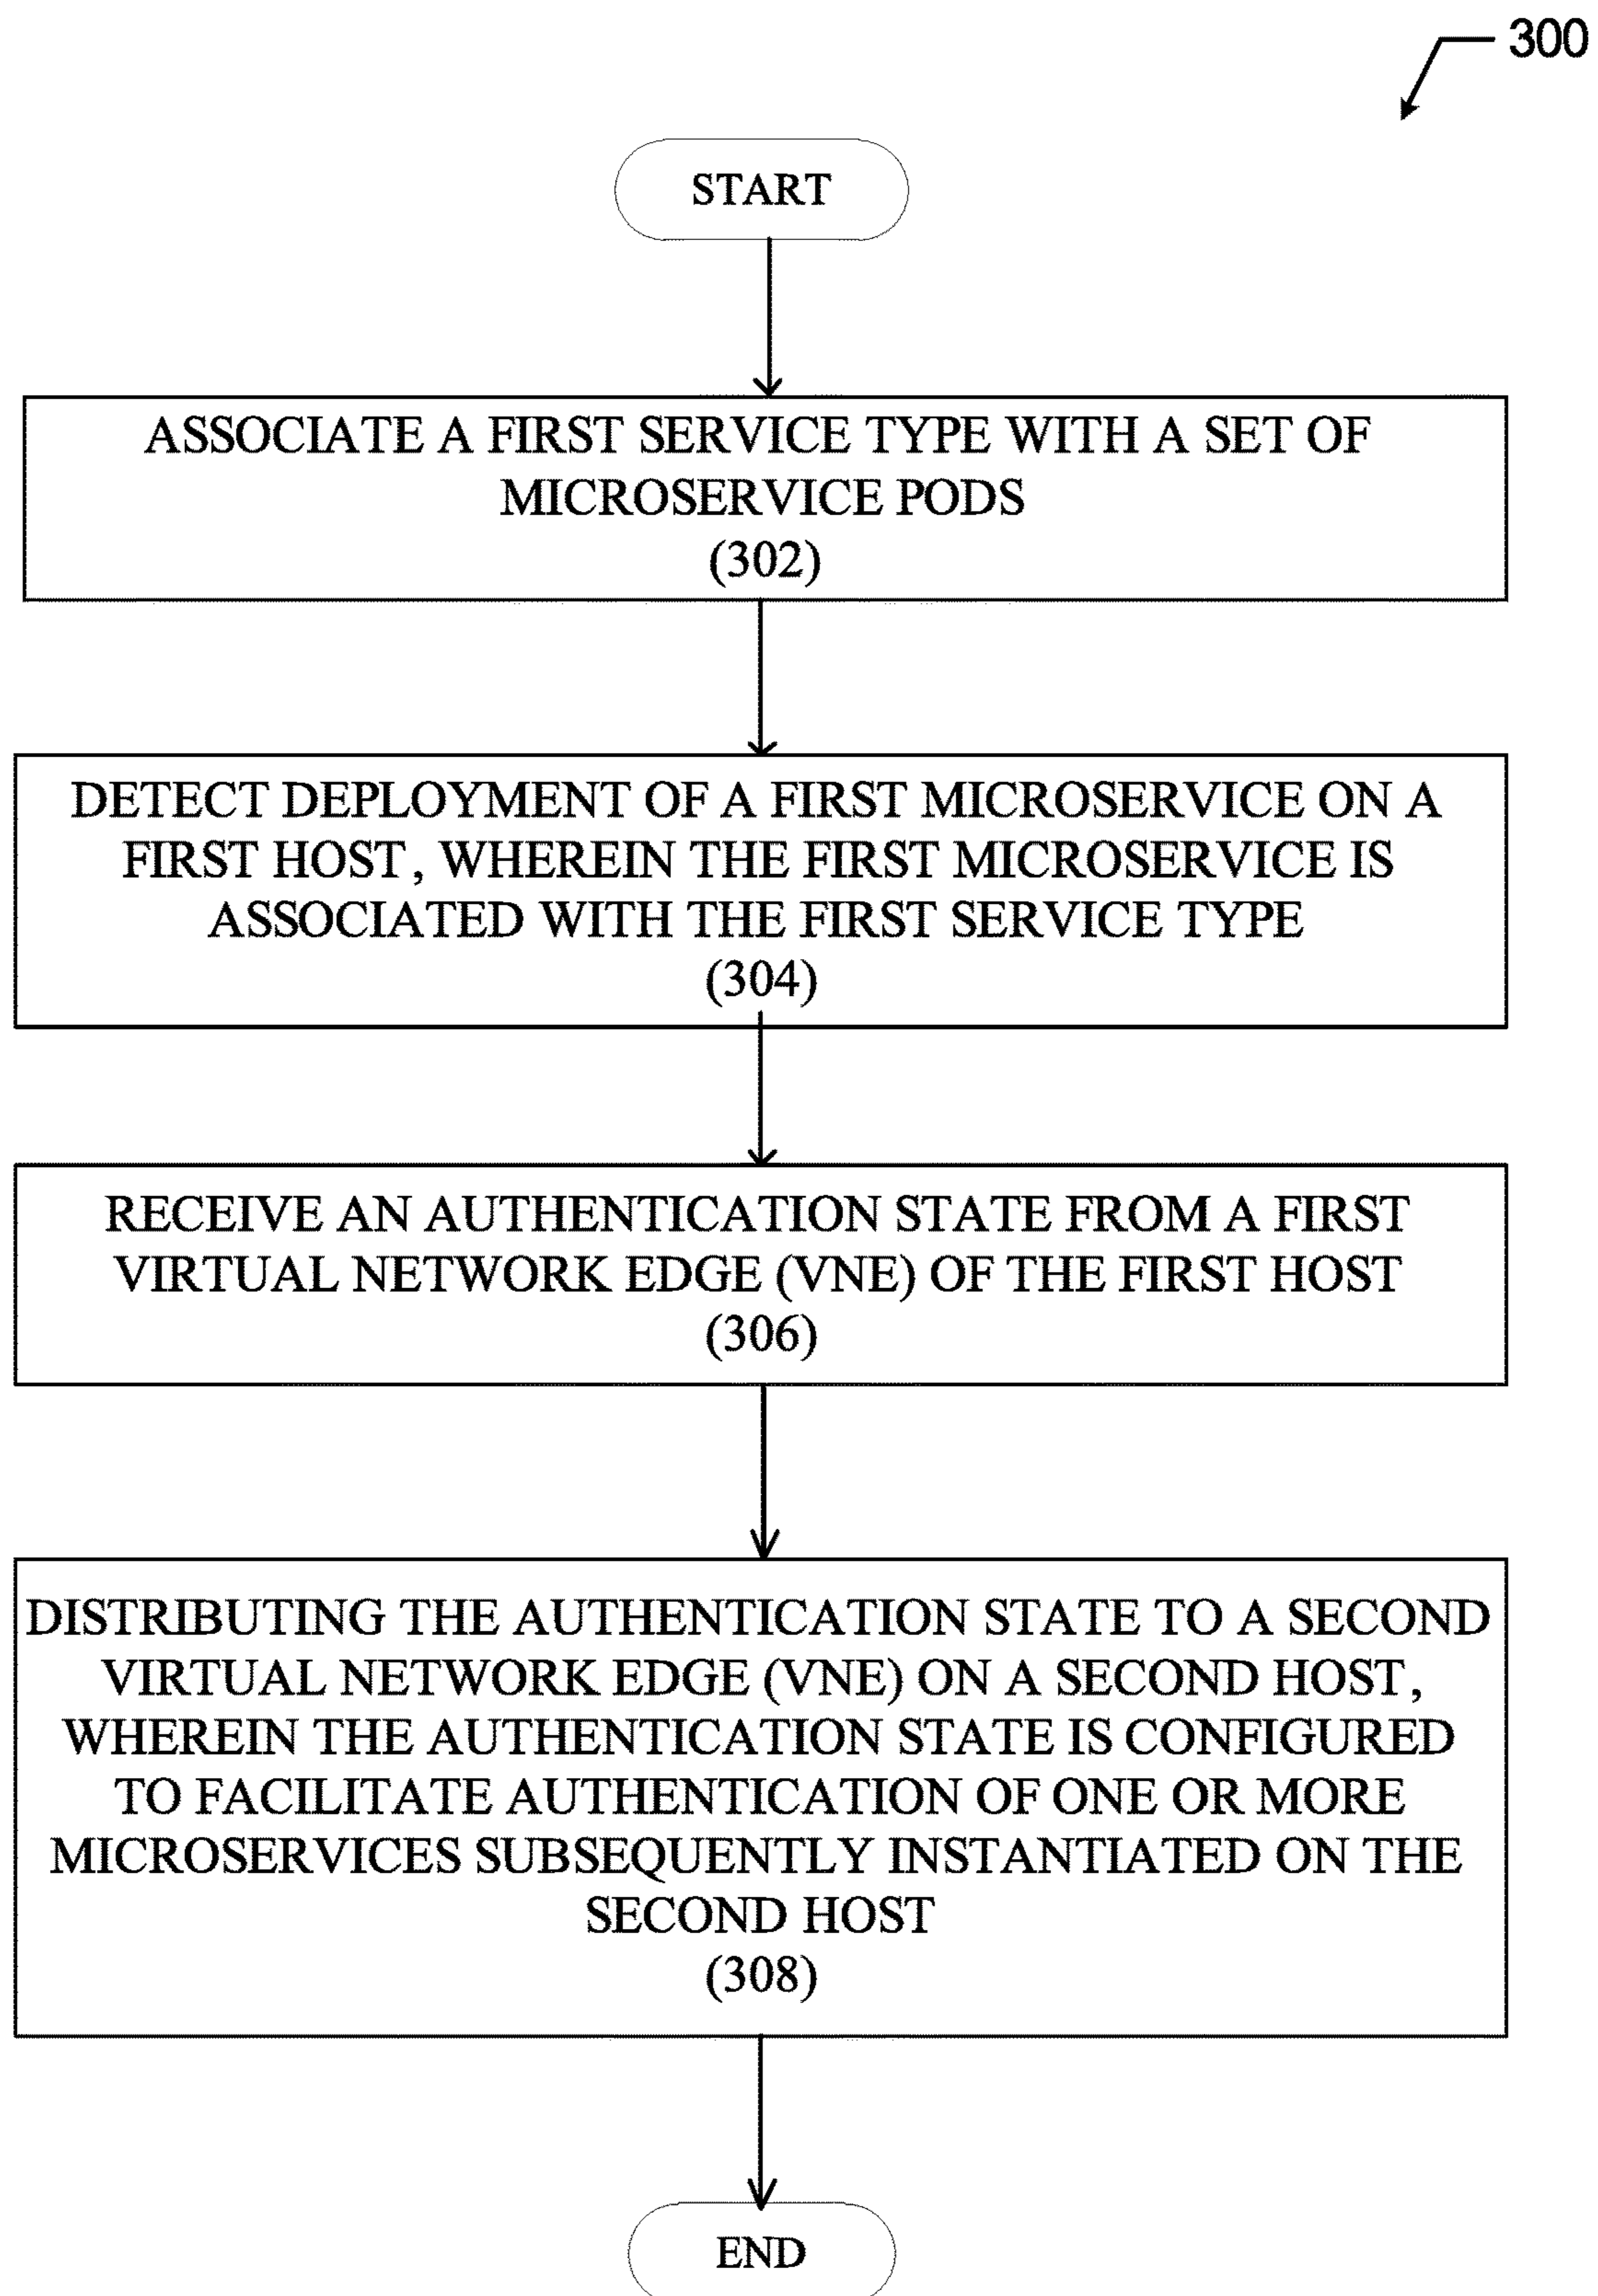 300
START
ASSOCIATE A FIRST SERVICE TYPE WITH A SET OF
MICROSERVICE PODS
(302)
DETECT DEPLOYMENT OF A FIRST MICROSERVICE ON A
FIRST HOST, WHEREIN THE FIRST MICROSERVICE IS
ASSOCIATED WITH THE FIRST SERVICE TYPE
(304)
RECEIVE AN AUTHENTICATION STATE FROM A FIRST
VIRTUAL NETWORK EDGE (VNE) OF THE FIRST HOST
(306)
DISTRIBUTING THE AUTHENTICATION STATE TO A SECOND
VIRTUAL NETWORK EDGE (VNE) ON A SECOND HOST,
WHEREIN THE AUTHENTICATION STATE IS CONFIGURED
TO FACILITATE AUTHENTICATION OF ONE OR MORE
MICROSERVICES SUBSEQUENTLY INSTANTIATED ON THE
SECOND HOST
(308)
END